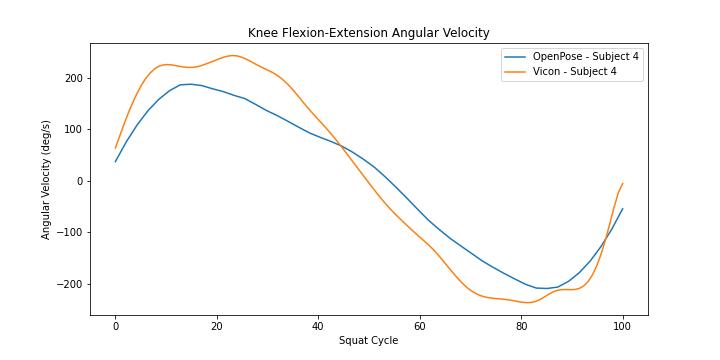 Knee Flexion-Extension Angular Velocity
OpenPose - Subject 4
Vicon - Subject 4
Angular Velocity (deg/s)
200
100
0
−100
−200
0 20 40 60 80 100
Squat Cycle